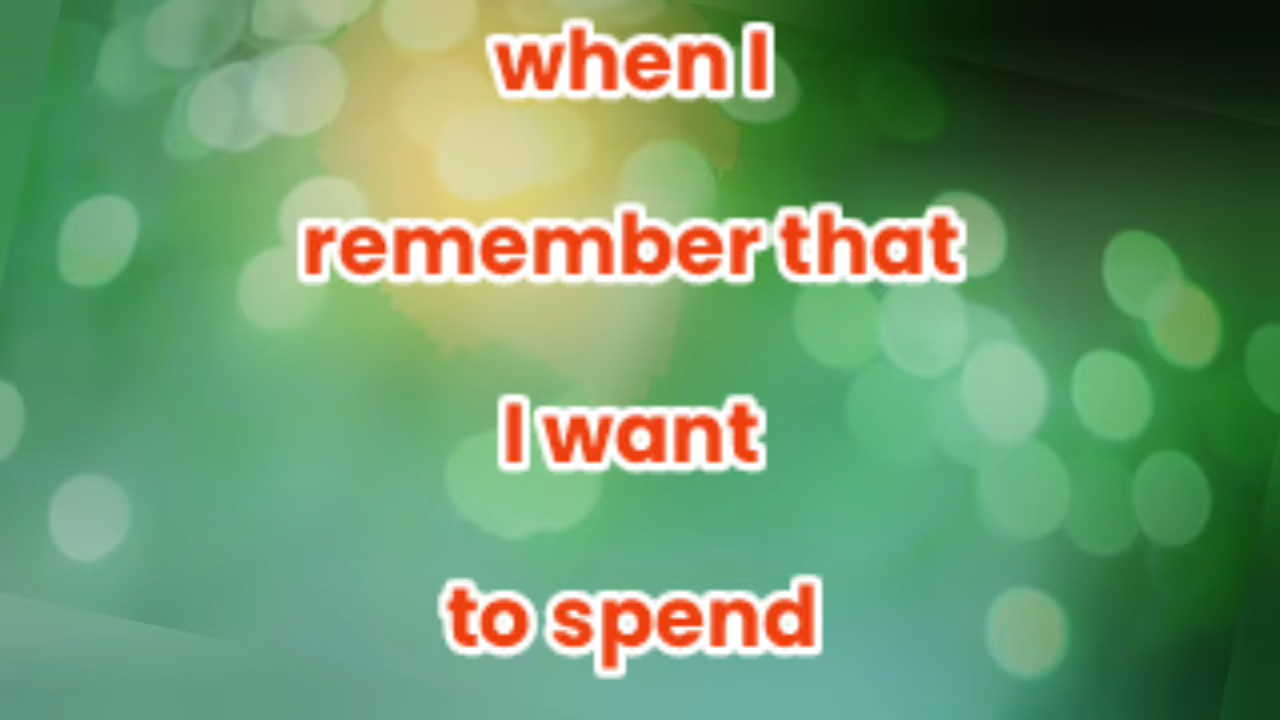 when I
remember that
I want
to spend